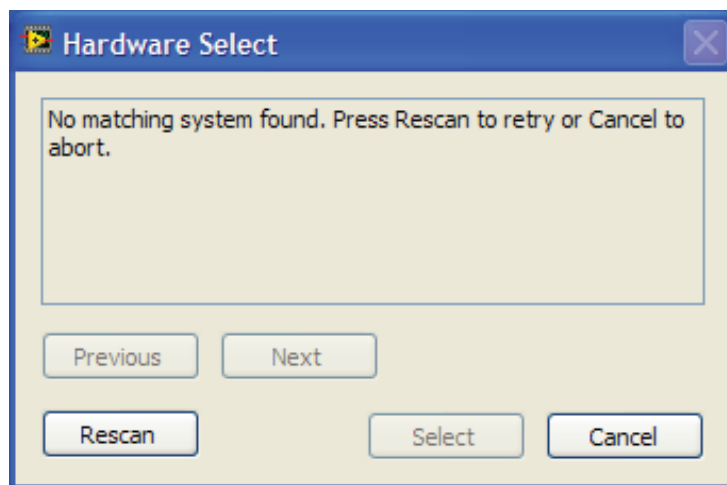 Hardware Select
No matching system found. Press Rescan to retry or Cancel to
abort.
Previous
Next
Rescan
Select
Cancel